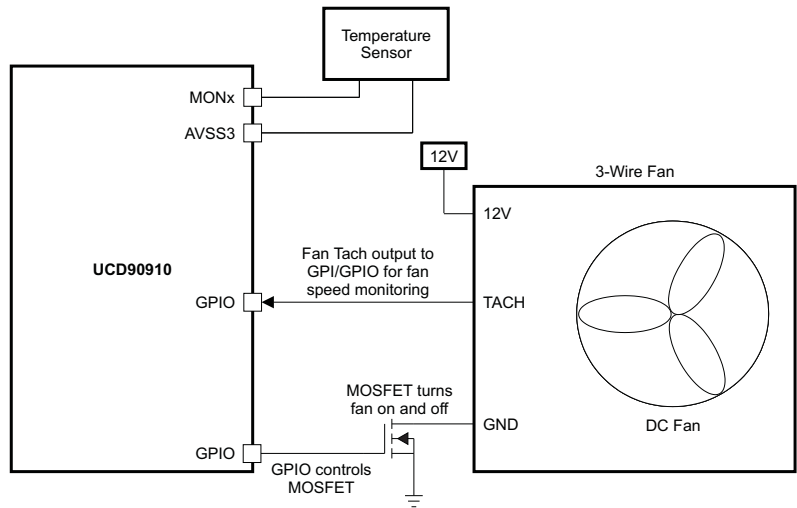 Temperature
Sensor
MONx
AVSS3
12V
3-Wire Fan
12V
UCD90910
Fan Tach output to
GPI/GPIO for fan
speed monitoring
GPIO
TACH
MOSFET turns
fan on and off
GND
DC Fan
GPIO
GPIO controls
MOSFET